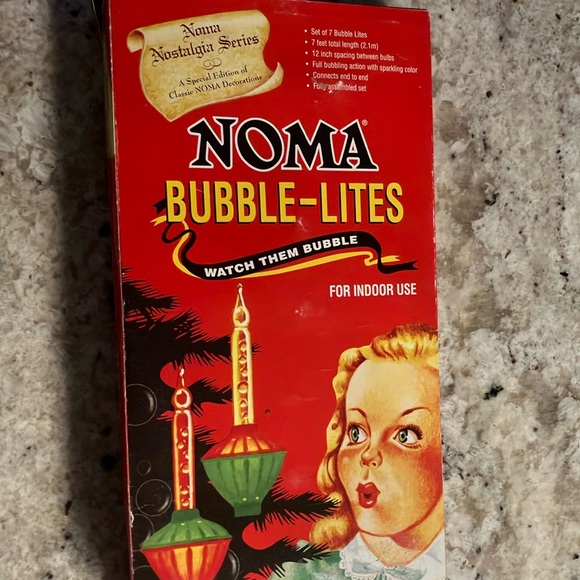 Noma
Nostalgia Series
A Special Edition of
Classic NOMA Decorations
• Set of 7 Bubble Lites
• 7 feet total length (2.1m)
• 12 inch spacing between bulbs
• Full bubbling action with sparkling color
• Connects end to end
• Fully assembled set
NOMA®
BUBBLE-LITES
WATCH THEM BUBBLE
FOR INDOOR USE